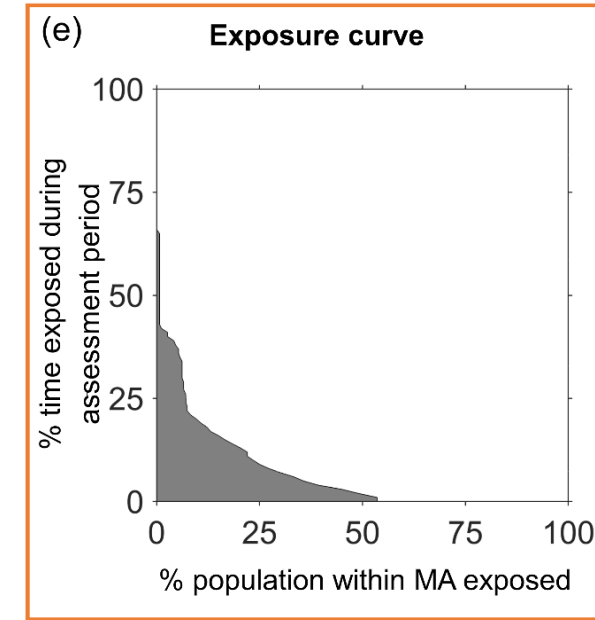 (e)
Exposure curve
% time exposed during
assessment period
100
75
50
25
0
0 25 50 75 100
% population within MA exposed